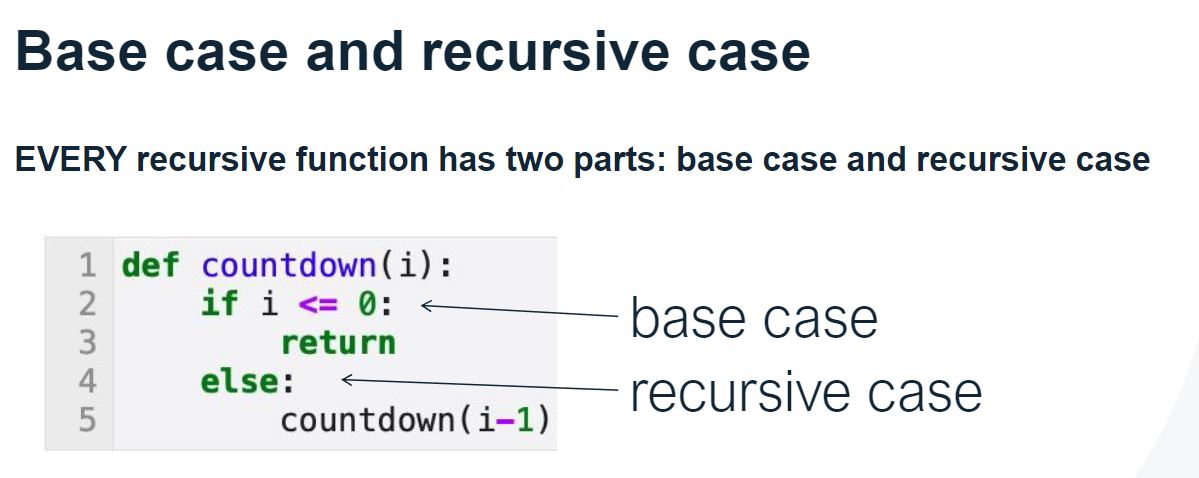 Base case and recursive case
EVERY recursive function has two parts: base case and recursive case
1 def countdown(i):
2     if i <= 0:
3         return
4     else:
5         countdown(i-1)
base case
recursive case